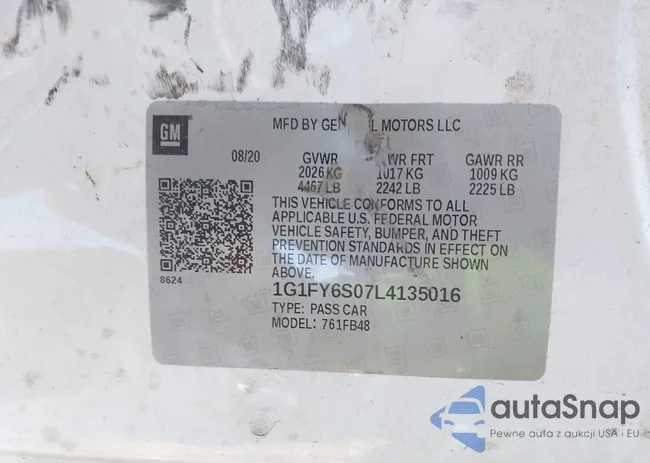 GM
MFD BY GENERAL MOTORS LLC
08/20 GVWR GAWR FRT GAWR RR
2026 KG 1017 KG 1009 KG
4467 LB 2242 LB 2225 LB
THIS VEHICLE CONFORMS TO ALL
APPLICABLE U.S. FEDERAL MOTOR
VEHICLE SAFETY, BUMPER, AND THEFT
PREVENTION STANDARDS IN EFFECT ON
THE DATE OF MANUFACTURE SHOWN
ABOVE.
8624
1G1FY6S07L4135016
TYPE: PASS CAR
MODEL: 761FB48
autaSnap
Pewne auta z aukcji USA i EU